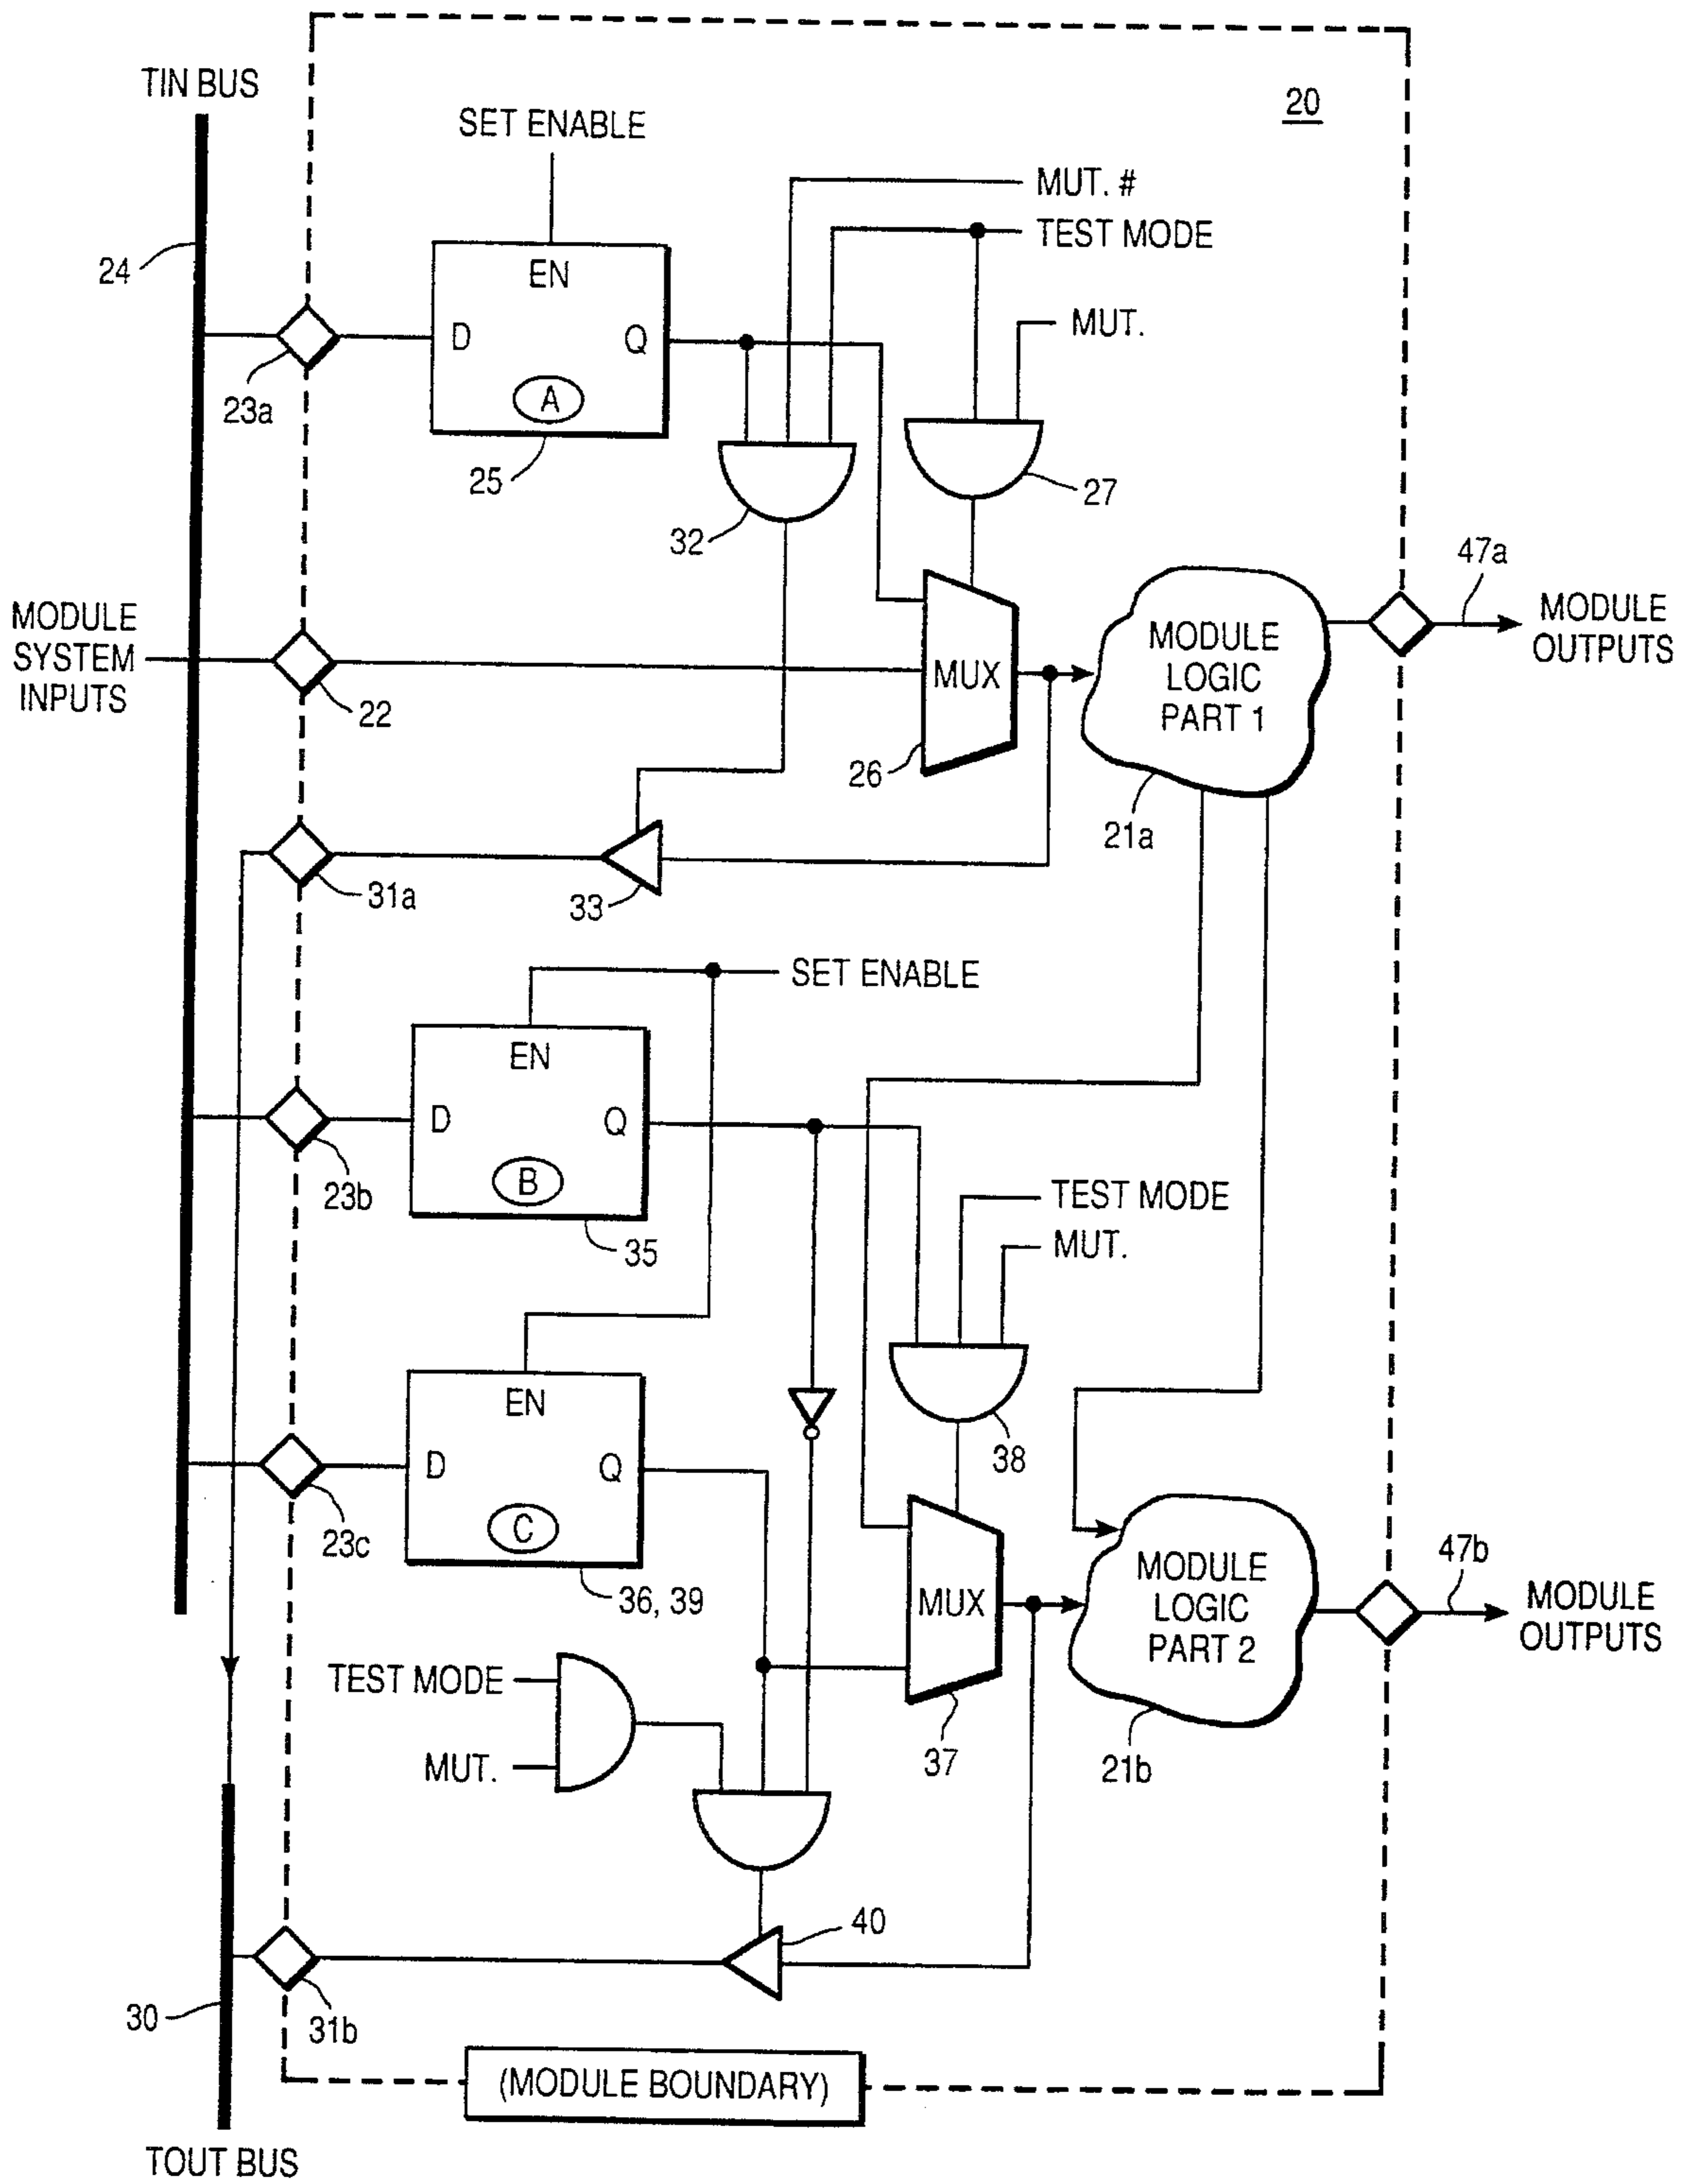 20
TIN BUS
SET ENABLE
MUT. #
TEST MODE
24
EN
MUT.
D
Q
A
23a
25
27
32
47a
MODULE
SYSTEM
INPUTS
MODULE
LOGIC
PART 1
MODULE
OUTPUTS
MUX
22
26
21a
31a
33
SET ENABLE
EN
D
Q
B
23b
35
TEST MODE
MUT.
EN
D
Q
C
38
23c
36, 39
MUX
MODULE
LOGIC
PART 2
47b
MODULE
OUTPUTS
TEST MODE
MUT.
37
21b
40
30
31b
(MODULE BOUNDARY)
TOUT BUS